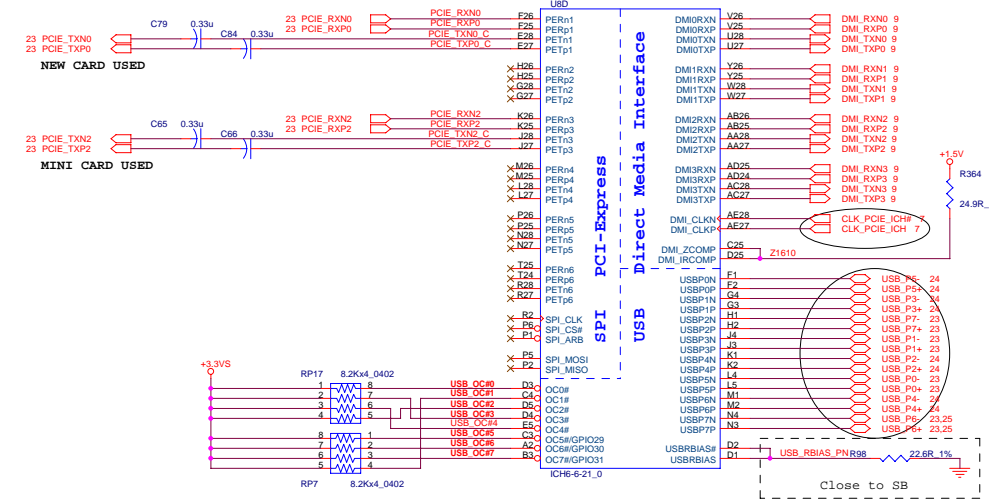 U8D
PCIE_RXN0 F26 PERn1 DMI0RXN V26 DMI_RXN0 9
23 PCIE_RXN0
PCIE_RXP0 F25 PERp1 DMI0RXP V25 DMI_RXP0 9
23 PCIE_RXP0
C79 0.33u
C84 0.33u
23 PCIE_TXN0 PCIE_TXN0_C E28 PETn1 DMI0TXN U28 DMI_TXN0 9
23 PCIE_TXP0 PCIE_TXP0_C E27 PETp1 DMI0TXP U27 DMI_TXP0 9
NEW CARD USED
H26 PERn2 DMI1RXN Y26 DMI_RXN1 9
H25 PERp2 DMI1RXP Y25 DMI_RXP1 9
G28 PETn2 DMI1TXN W28 DMI_TXN1 9
G27 PETp2 DMI1TXP W27 DMI_TXP1 9
23 PCIE_RXN2 PCIE_RXN2 K26 PERn3 DMI2RXN AB26 DMI_RXN2 9
23 PCIE_RXP2 PCIE_RXP2 K25 PERp3 DMI2RXP AB25 DMI_RXP2 9
C65 0.33u
C66 0.33u
23 PCIE_TXN2 PCIE_TXN2_C J28 PETn3 DMI2TXN AA28 DMI_TXN2 9
23 PCIE_TXP2 PCIE_TXP2_C J27 PETp3 DMI2TXP AA27 DMI_TXP2 9
MINI CARD USED
M26 PERn4 DMI3RXN AD25 DMI_RXN3 9
M25 PERp4 DMI3RXP AD24 DMI_RXP3 9
L28 PETn4 DMI3TXN AC28 DMI_TXN3 9
L27 PETp4 DMI3TXP AC27 DMI_TXP3 9
+1.5V
R364
24.9R_
P26 PERn5 DMI_CLKN AE28 CLK_PCIE_ICH# 7
P25 PERp5 DMI_CLKP AE27 CLK_PCIE_ICH 7
N28 PETn5
N27 PETp5 DMI_ZCOMP C25
DMI_IRCOMP D25 Z1610
PCI-Express
Direct Media Interface
SPI
USB
T25 PERn6
T24 PERp6 USBP0N F1 USB_P5- 24
R28 PETn6 USBP0P F2 USB_P5+ 24
R27 PETp6 USBP1N G4 USB_P3- 24
USBP1P G3 USB_P3+ 24
R2 SPI_CLK USBP2N H1 USB_P7- 23
P6 SPI_CS# USBP2P H2 USB_P7+ 23
P1 SPI_ARB USBP3N J4 USB_P1- 23
USBP3P J3 USB_P1+ 23
P5 SPI_MOSI USBP4N K1 USB_P2- 24
P2 SPI_MISO USBP4P K2 USB_P2+ 24
USBP5N L4 USB_P0- 23
+3.3VS
RP17 8.2Kx4_0402
1 8 USB_OC#0 D3 OC0# USBP5P L5 USB_P0+ 23
2 7 USB_OC#1 C4 OC1# USBP6N M1 USB_P4- 24
3 6 USB_OC#2 D5 OC2# USBP6P M2 USB_P4+ 24
4 5 USB_OC#3 D4 OC3# USBP7N N4 USB_P6- 23,25
USB_OC#4 E5 OC4# USBP7P N3 USB_P6+ 23,25
8 1 USB_OC#5 C3 OC5#/GPIO29
7 2 USB_OC#6 A2 OC6#/GPIO30 USBRBIAS# D2
6 3 USB_OC#7 B3 OC7#/GPIO31 USBRBIAS D1 USB_RBIAS_PN R98 22.6R_1%
5 4
RP7 8.2Kx4_0402
ICH6-6-21_0
Close to SB